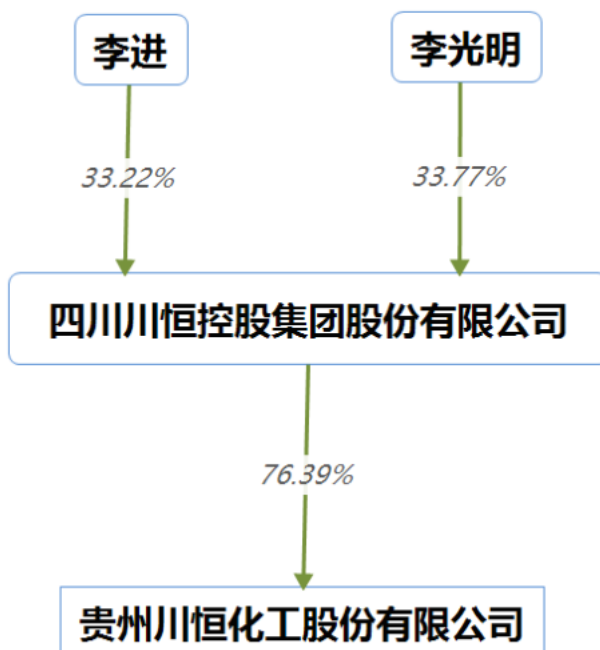 李进
李光明
33.22%
33.77%
四川川恒控股集团股份有限公司
76.39%
贵州川恒化工股份有限公司